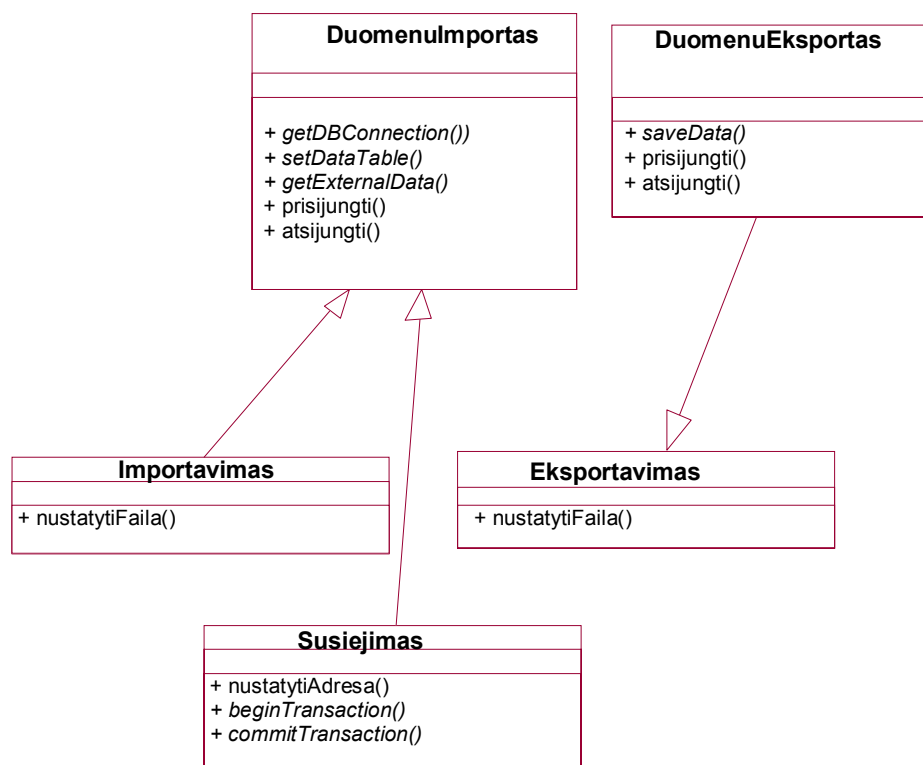 DuomenuImportas
+ getDBConnection())
+ setDataTable()
+ getExternalData()
+ prisijungti()
+ atsijungti()
DuomenuEksportas
+ saveData()
+ prisijungti()
+ atsijungti()
Importavimas
+ nustatytiFaila()
Eksportavimas
+ nustatytiFaila()
Susiejimas
+ nustatytiAdresa()
+ beginTransaction()
+ commitTransaction()